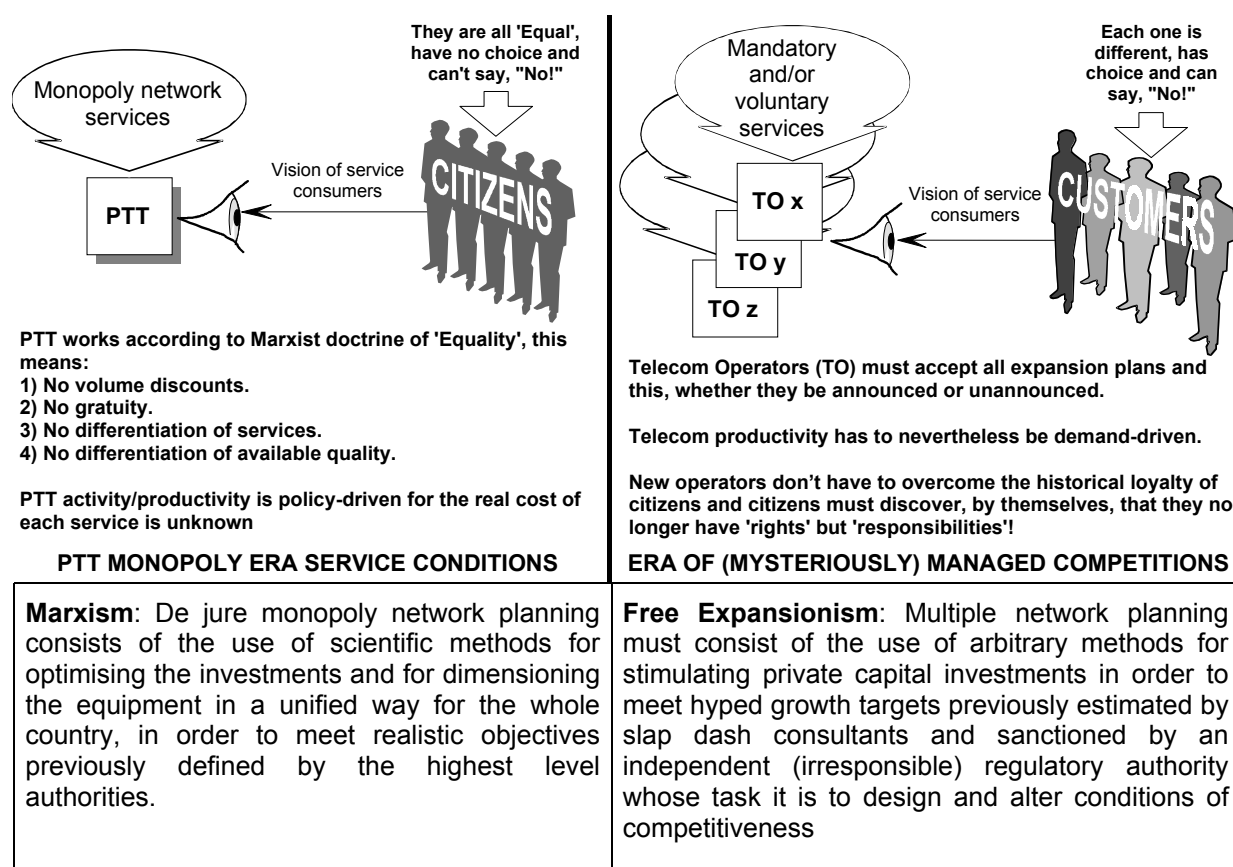 They are all 'Equal',
have no choice and
can't say, "No!"
Monopoly network
services
Vision of service
consumers
PTT
CITIZENS
PTT works according to Marxist doctrine of 'Equality', this
means:
1) No volume discounts.
2) No gratuity.
3) No differentiation of services.
4) No differentiation of available quality.
PTT activity/productivity is policy-driven for the real cost of
each service is unknown
PTT MONOPOLY ERA SERVICE CONDITIONS
Each one is
different, has
choice and can
say, "No!"
Mandatory
and/or
voluntary
services
Vision of service
consumers
TO x
TO y
TO z
CUSTOMERS
Telecom Operators (TO) must accept all expansion plans and
this, whether they be announced or unannounced.
Telecom productivity has to nevertheless be demand-driven.
New operators don't have to overcome the historical loyalty of
citizens and citizens must discover, by themselves, that they no
longer have 'rights' but 'responsibilities'!
ERA OF (MYSTERIOUSLY) MANAGED COMPETITIONS
Marxism: De jure monopoly network planning
consists of the use of scientific methods for
optimising the investments and for dimensioning
the equipment in a unified way for the whole
country, in order to meet realistic objectives
previously defined by the highest level
authorities.
Free Expansionism: Multiple network planning
must consist of the use of arbitrary methods for
stimulating private capital investments in order to
meet hyped growth targets previously estimated by
slap dash consultants and sanctioned by an
independent (irresponsible) regulatory authority
whose task it is to design and alter conditions of
competitiveness